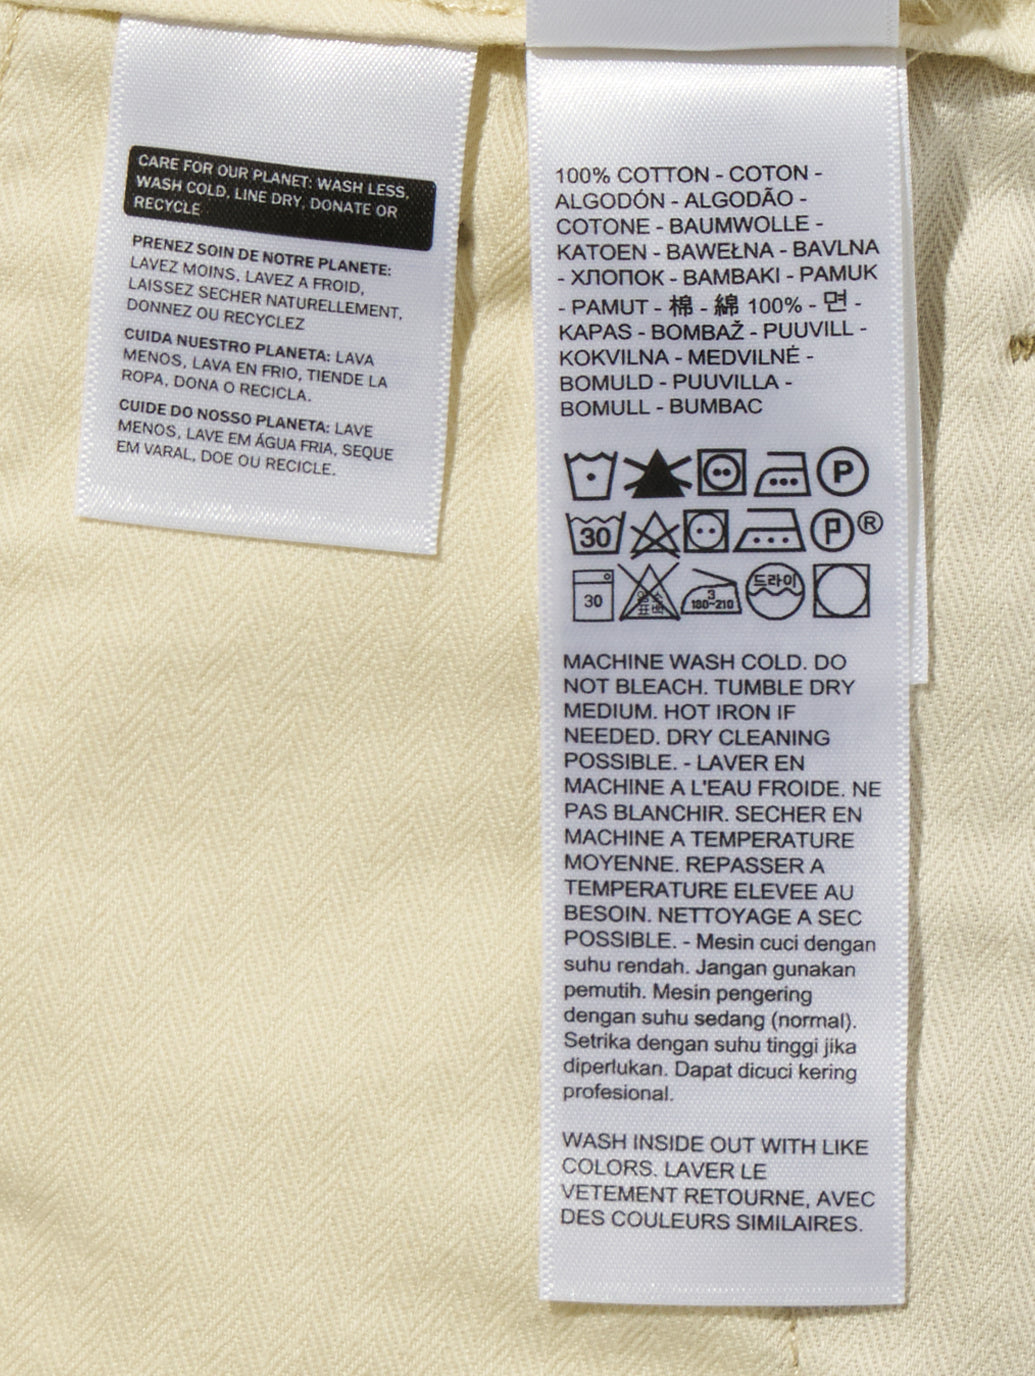 CARE FOR OUR PLANET: WASH LESS,
WASH COLD, LINE DRY, DONATE OR
RECYCLE
PRENEZ SOIN DE NOTRE PLANETE:
LAVEZ MOINS, LAVEZ A FROID,
LAISSEZ SECHER NATURELLEMENT,
DONNEZ OU RECYCLEZ
CUIDA NUESTRO PLANETA: LAVA
MENOS, LAVA EN FRIO, TIENDE LA
ROPA, DONA O RECICLA.
CUIDE DO NOSSO PLANETA: LAVE
MENOS, LAVE EM ÁGUA FRIA, SEQUE
EM VARAL, DOE OU RECICLE.
100% COTTON - COTON -
ALGODÓN - ALGODÃO -
COTONE - BAUMWOLLE -
KATOEN - BAWEŁNA - BAVLNA
- ХЛОПОК - BAMBAKI - PAMUK
- PAMUT - 棉 - 綿 100% - 면 -
KAPAS - BOMBAŽ - PUUVILL -
KOKVILNA - MEDVILNĖ -
BOMULD - PUUVILLA -
BOMULL - BUMBAC
P
30 P ®
30 3 180-210 드라이
MACHINE WASH COLD. DO
NOT BLEACH. TUMBLE DRY
MEDIUM. HOT IRON IF
NEEDED. DRY CLEANING
POSSIBLE. - LAVER EN
MACHINE A L'EAU FROIDE. NE
PAS BLANCHIR. SECHER EN
MACHINE A TEMPERATURE
MOYENNE. REPASSER A
TEMPERATURE ELEVEE AU
BESOIN. NETTOYAGE A SEC
POSSIBLE. - Mesin cuci dengan
suhu rendah. Jangan gunakan
pemutih. Mesin pengering
dengan suhu sedang (normal).
Setrika dengan suhu tinggi jika
diperlukan. Dapat dicuci kering
profesional.
WASH INSIDE OUT WITH LIKE
COLORS. LAVER LE
VETEMENT RETOURNE, AVEC
DES COULEURS SIMILAIRES.